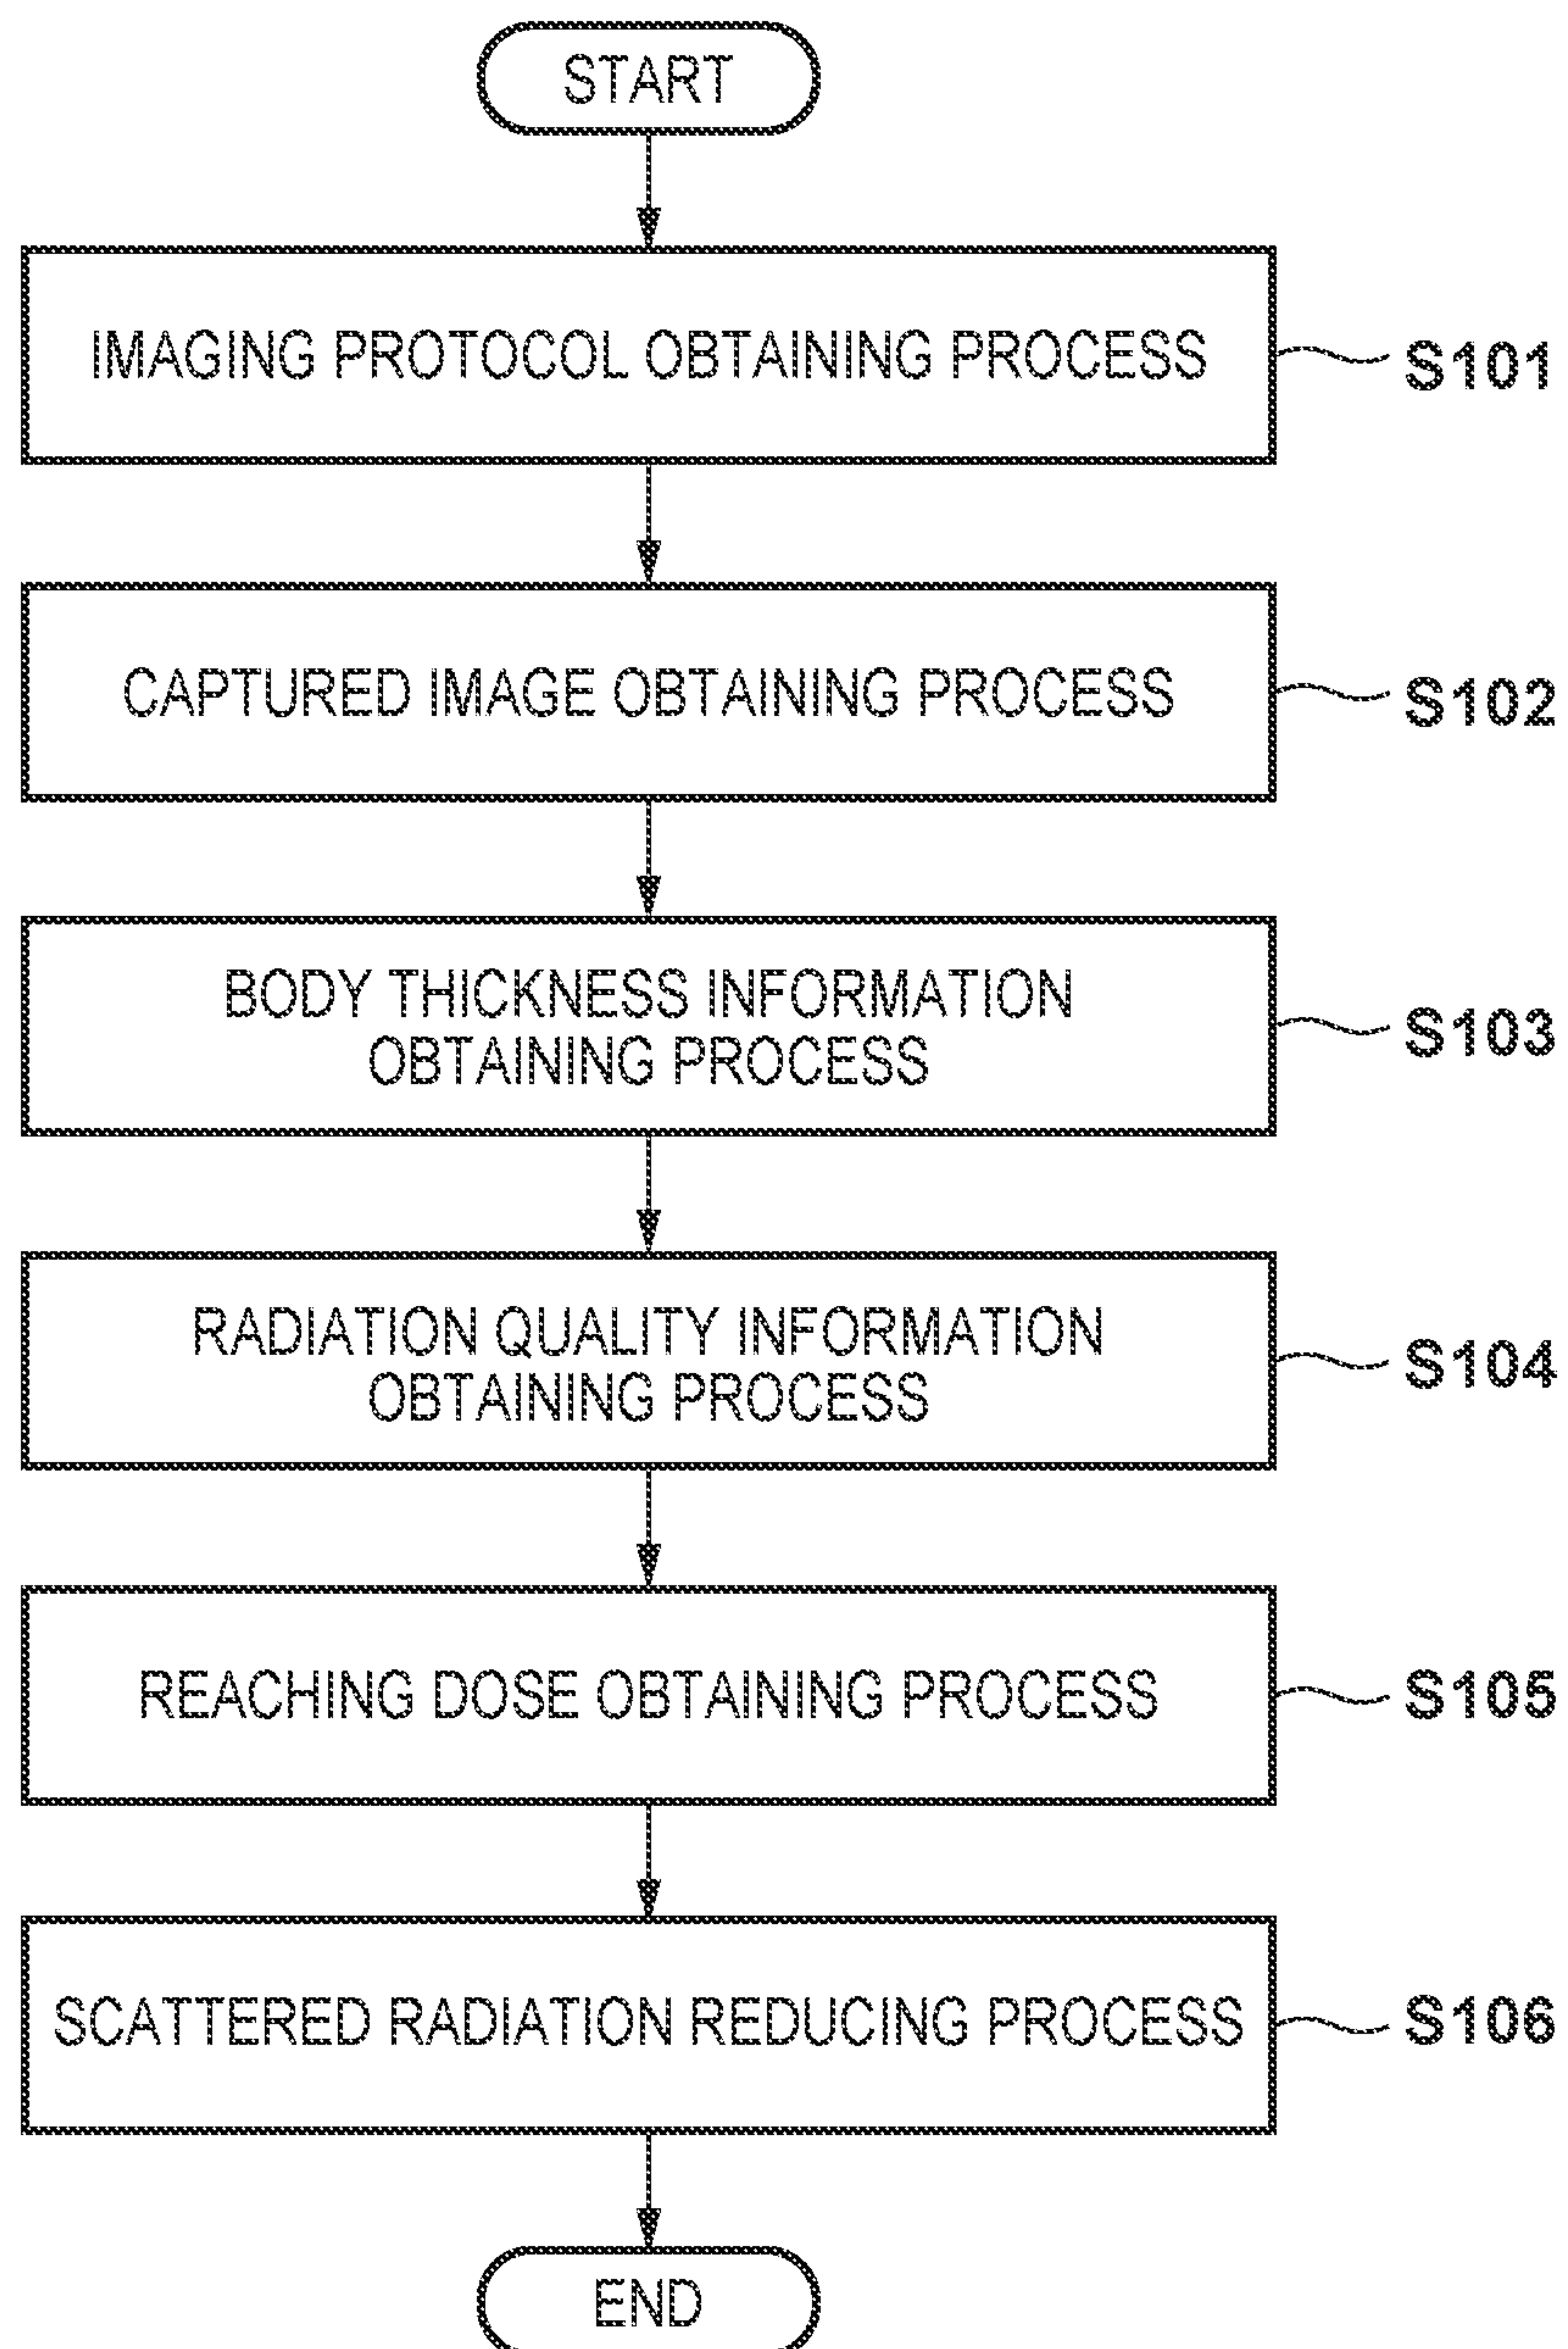 START
IMAGING PROTOCOL OBTAINING PROCESS
S101
CAPTURED IMAGE OBTAINING PROCESS
S102
BODY THICKNESS INFORMATION
OBTAINING PROCESS
S103
RADIATION QUALITY INFORMATION
OBTAINING PROCESS
S104
REACHING DOSE OBTAINING PROCESS
S105
SCATTERED RADIATION REDUCING PROCESS
S106
END